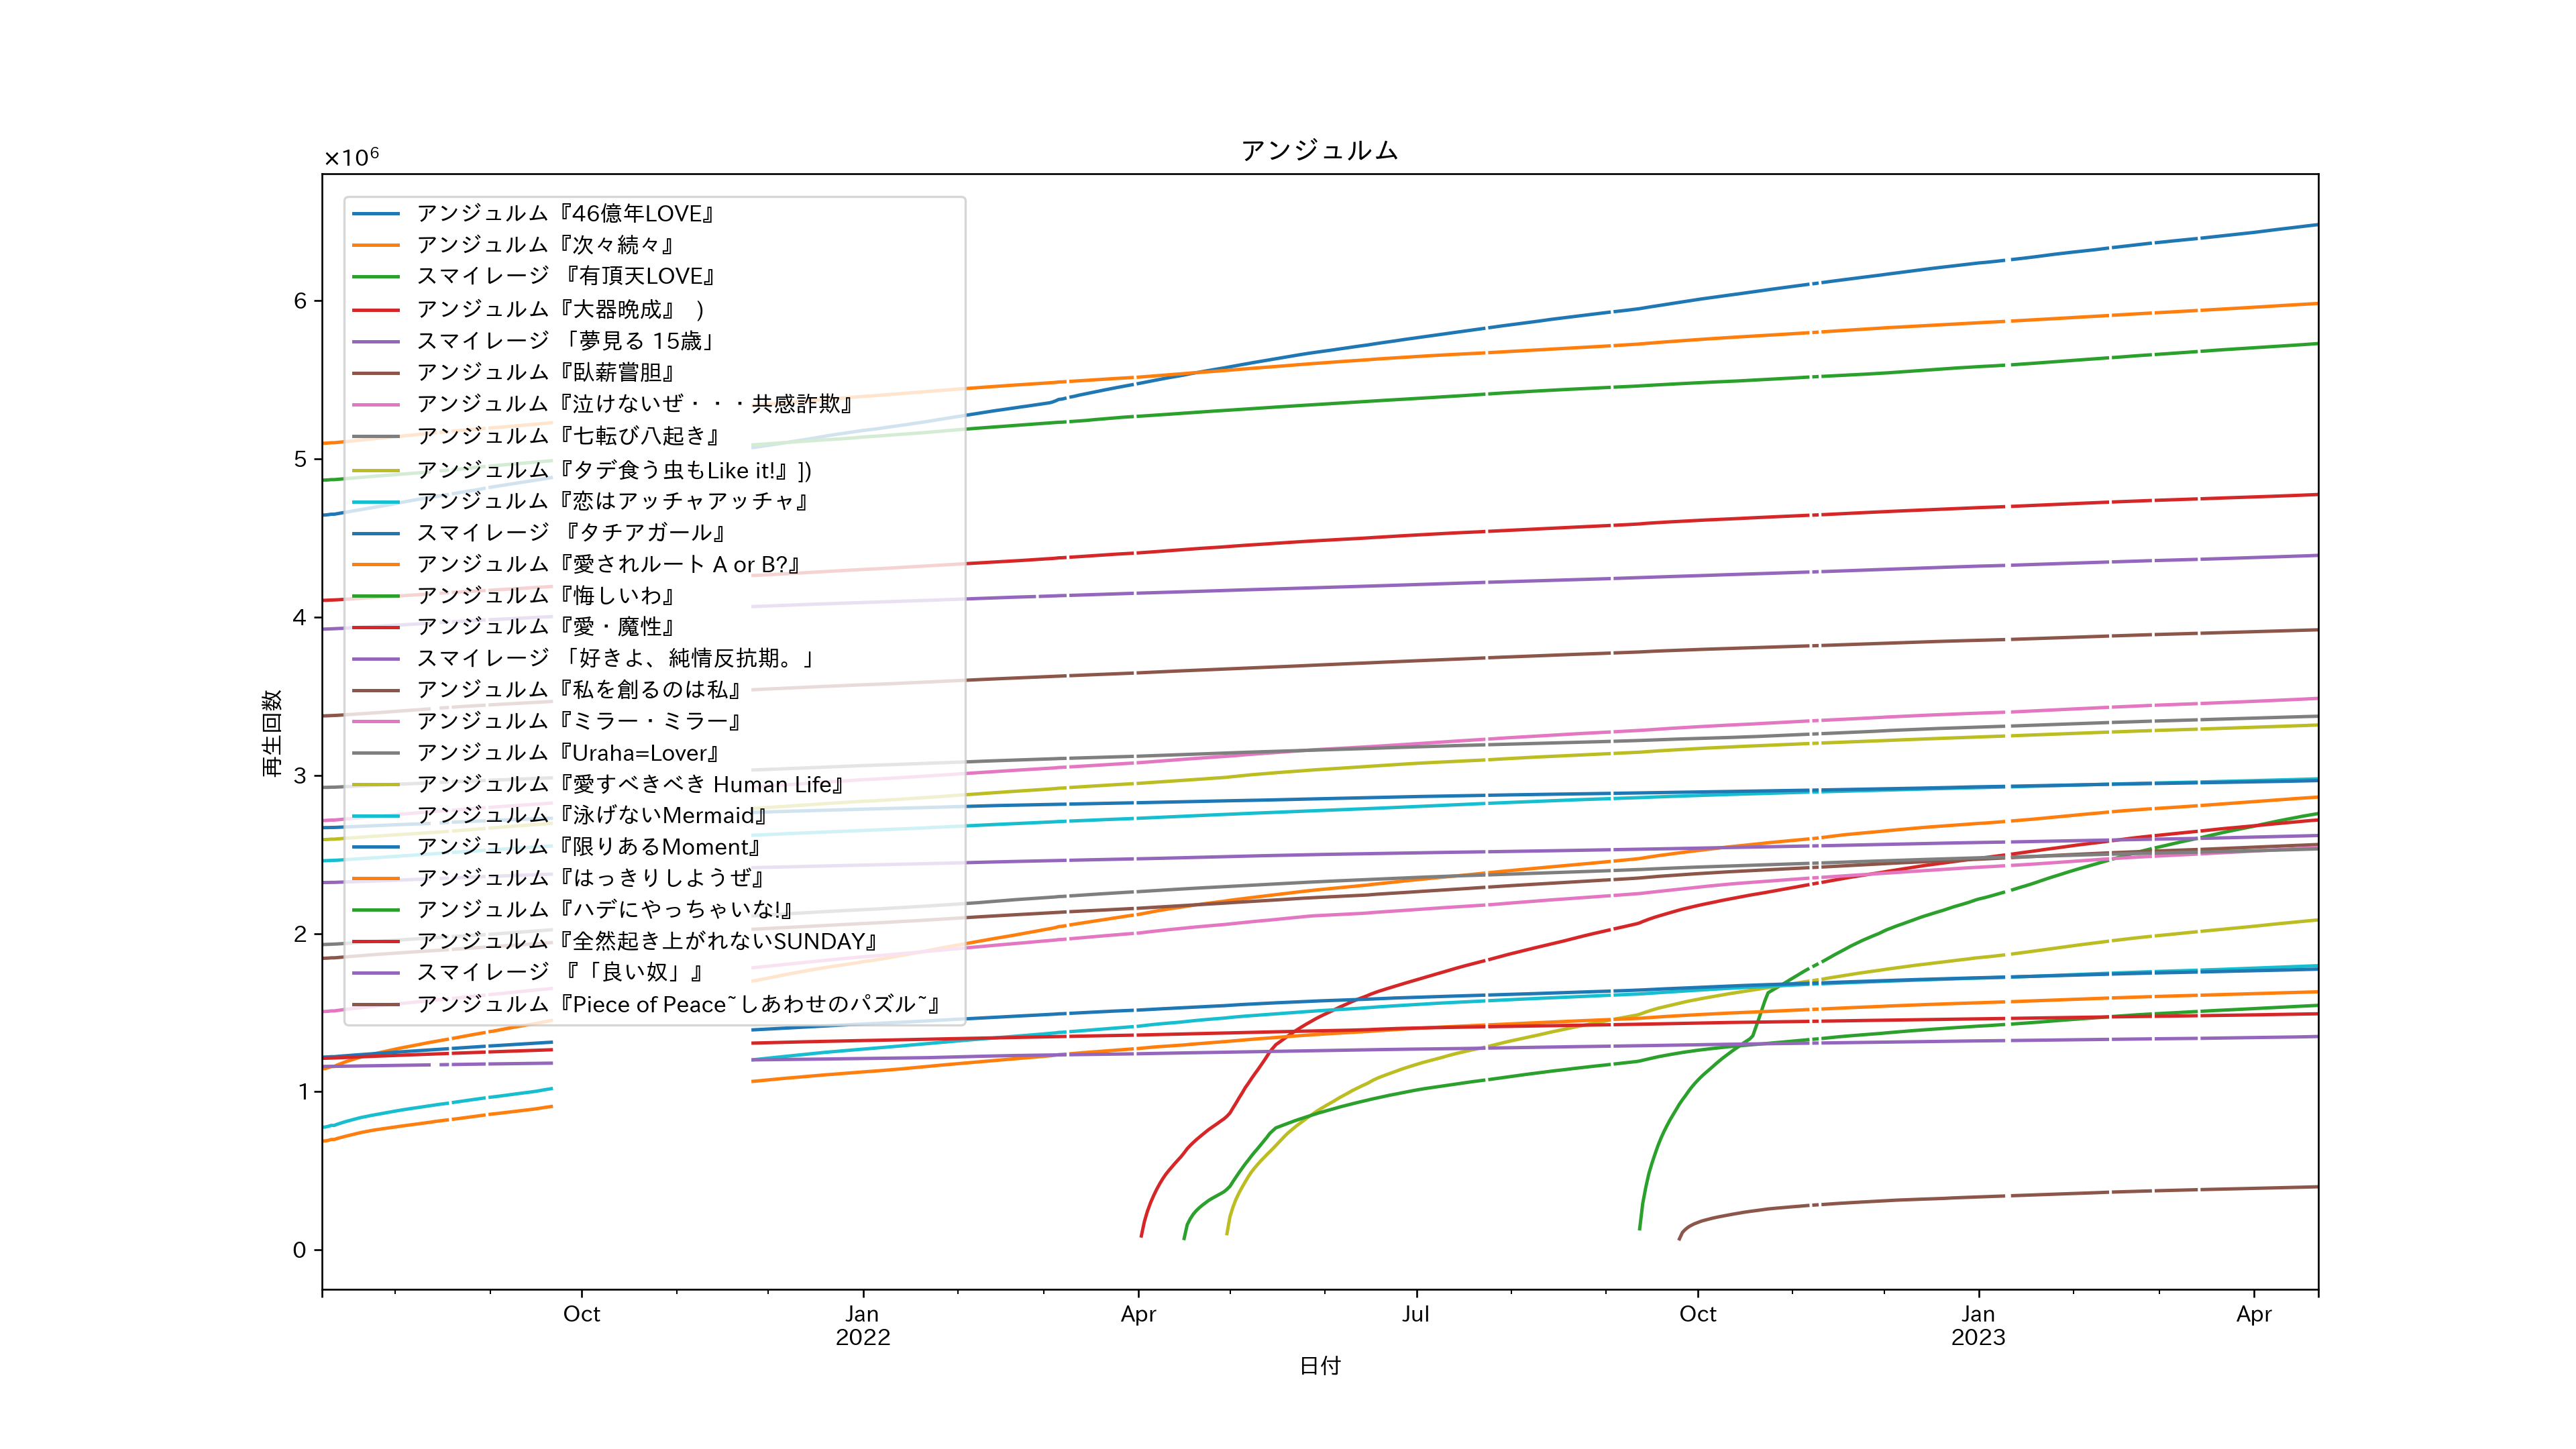 アンジュルム
×10⁶
アンジュルム『46億年LOVE』
アンジュルム『次々続々』
スマイレージ 『有頂天LOVE』
アンジュルム『大器晩成』 )
スマイレージ 「夢見る 15歳」
アンジュルム『臥薪嘗胆』
アンジュルム『泣けないぜ・・・共感詐欺』
アンジュルム『七転び八起き』
アンジュルム『タデ食う虫もLike it!』])
アンジュルム『恋はアッチャアッチャ』
スマイレージ 『タチアガール』
アンジュルム『愛されルート A or B?』
アンジュルム『悔しいわ』
アンジュルム『愛・魔性』
スマイレージ 「好きよ、純情反抗期。」
アンジュルム『私を創るのは私』
アンジュルム『ミラー・ミラー』
アンジュルム『Uraha=Lover』
アンジュルム『愛すべきべき Human Life』
アンジュルム『泳げないMermaid』
アンジュルム『限りあるMoment』
アンジュルム『はっきりしようぜ』
アンジュルム『ハデにやっちゃいな!』
アンジュルム『全然起き上がれないSUNDAY』
スマイレージ 『「良い奴」』
アンジュルム『Piece of Peace~しあわせのパズル~』
再生回数
6
5
4
3
2
1
0
Oct Jan Apr Jul Oct Jan Apr
2022 2023
日付